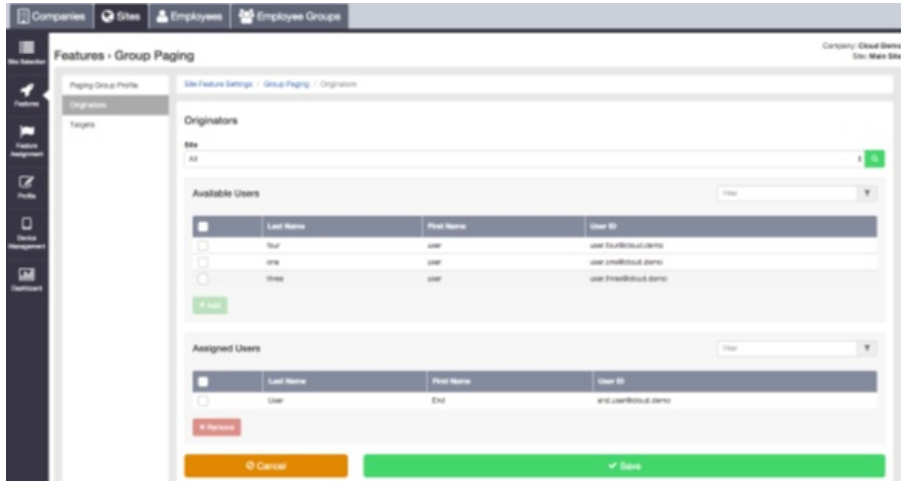 Companies Sites Employees Employee Groups
Site Selection
Features
Feature Assignment
Profile
Device Management
Dashboard
Features › Group Paging
Company: Cloud Demo
Site: Main Site
Paging Group Profile
Originators
Targets
Site Feature Settings / Group Paging / Originators
Originators
Site
All
Available Users
Filter
Last Name First Name User ID
four user user.four@cloud.demo
one user user.one@cloud.demo
three user user.three@cloud.demo
+ Add
Assigned Users
Filter
Last Name First Name User ID
User End end.user@cloud.demo
× Remove
Cancel
Save